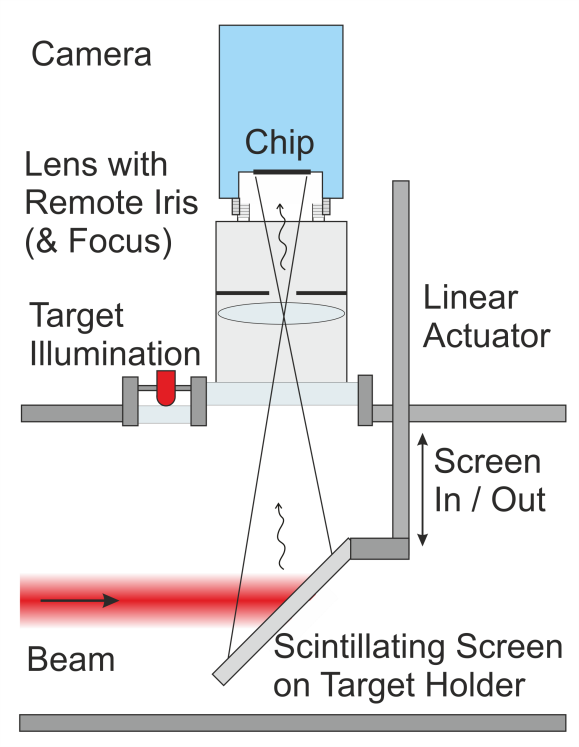 Camera
Chip
Lens with
Remote Iris
(& Focus)
Target
Illumination
Linear
Actuator
Screen
In / Out
Beam
Scintillating Screen
on Target Holder